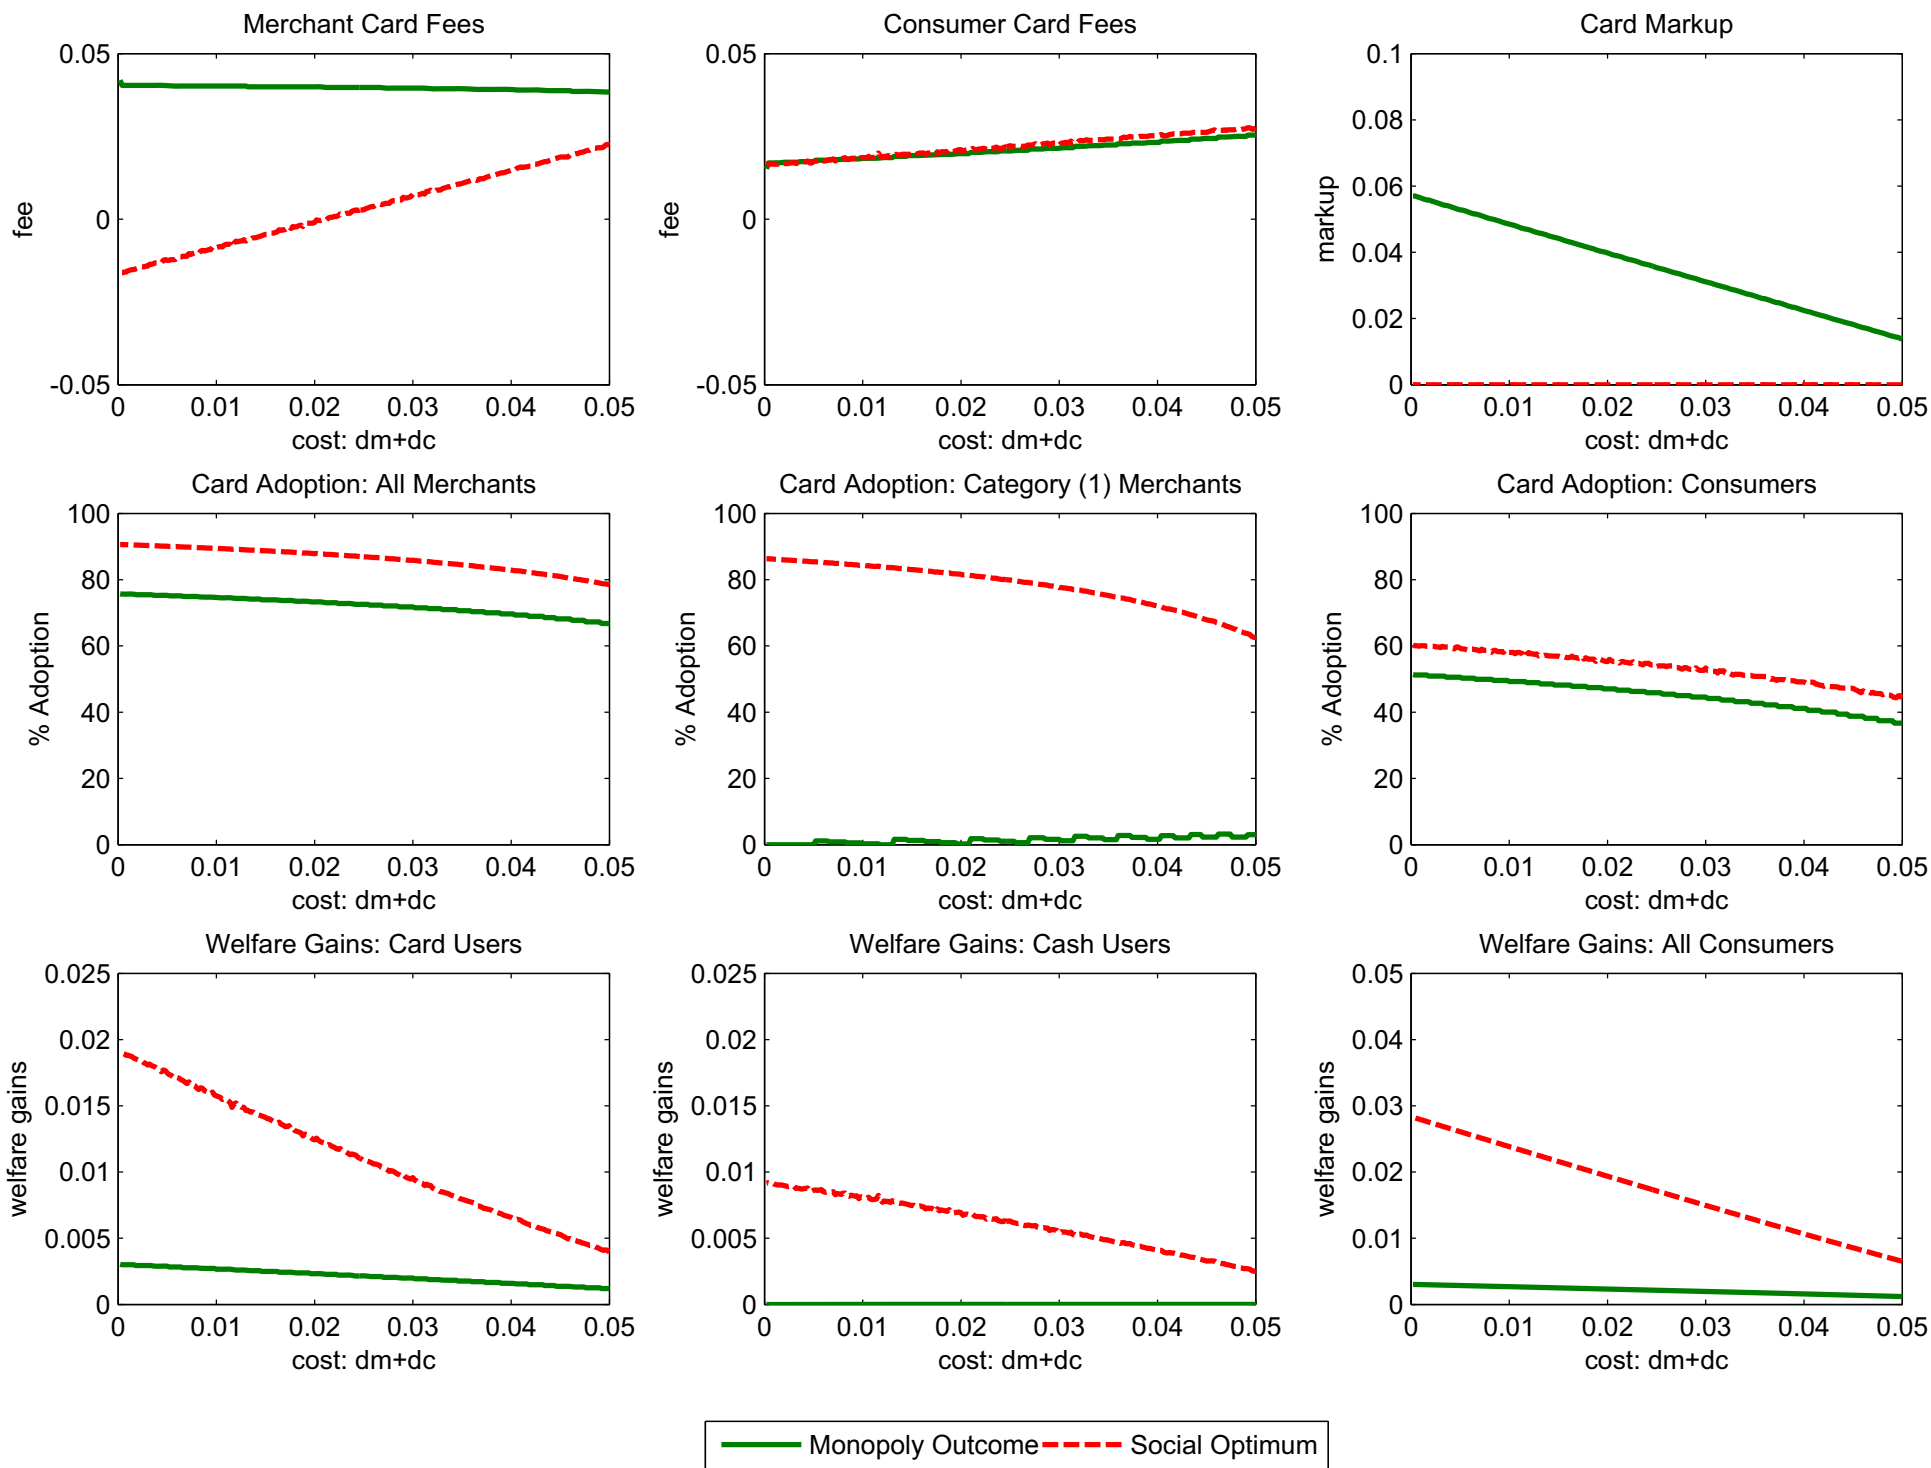 Merchant Card Fees
Consumer Card Fees
Card Markup
0.05
0
-0.05
fee
0 0.01 0.02 0.03 0.04 0.05
cost: dm+dc
0.05
0
-0.05
fee
0 0.01 0.02 0.03 0.04 0.05
cost: dm+dc
0.1
0.08
0.06
0.04
0.02
0
markup
0 0.01 0.02 0.03 0.04 0.05
cost: dm+dc
Card Adoption: All Merchants
Card Adoption: Category (1) Merchants
Card Adoption: Consumers
100
80
60
40
20
0
% Adoption
0 0.01 0.02 0.03 0.04 0.05
cost: dm+dc
100
80
60
40
20
0
% Adoption
0 0.01 0.02 0.03 0.04 0.05
cost: dm+dc
100
80
60
40
20
0
% Adoption
0 0.01 0.02 0.03 0.04 0.05
cost: dm+dc
Welfare Gains: Card Users
Welfare Gains: Cash Users
Welfare Gains: All Consumers
0.025
0.02
0.015
0.01
0.005
0
welfare gains
0 0.01 0.02 0.03 0.04 0.05
cost: dm+dc
0.025
0.02
0.015
0.01
0.005
0
welfare gains
0 0.01 0.02 0.03 0.04 0.05
cost: dm+dc
0.05
0.04
0.03
0.02
0.01
0
welfare gains
0 0.01 0.02 0.03 0.04 0.05
cost: dm+dc
Monopoly Outcome Social Optimum